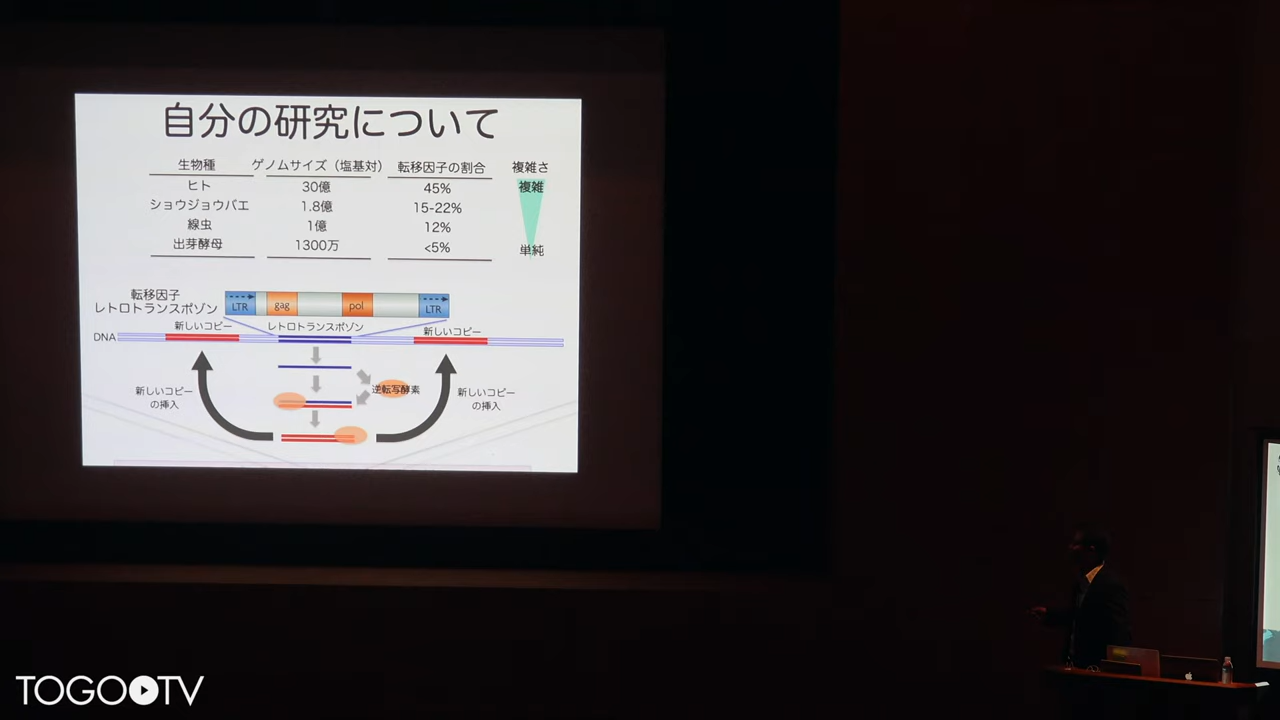 自分の研究について
生物種 ゲノムサイズ（塩基対） 転移因子の割合 複雑さ
ヒト 30億 45% 複雑
ショウジョウバエ 1.8億 15-22%
線虫 1億 12%
出芽酵母 1300万 <5% 単純
転移因子
レトロトランスポゾン
LTR gag pol LTR
新しいコピー レトロトランスポゾン 新しいコピー
DNA
逆転写酵素
新しいコピー
の挿入
新しいコピー
の挿入
TOGO TV